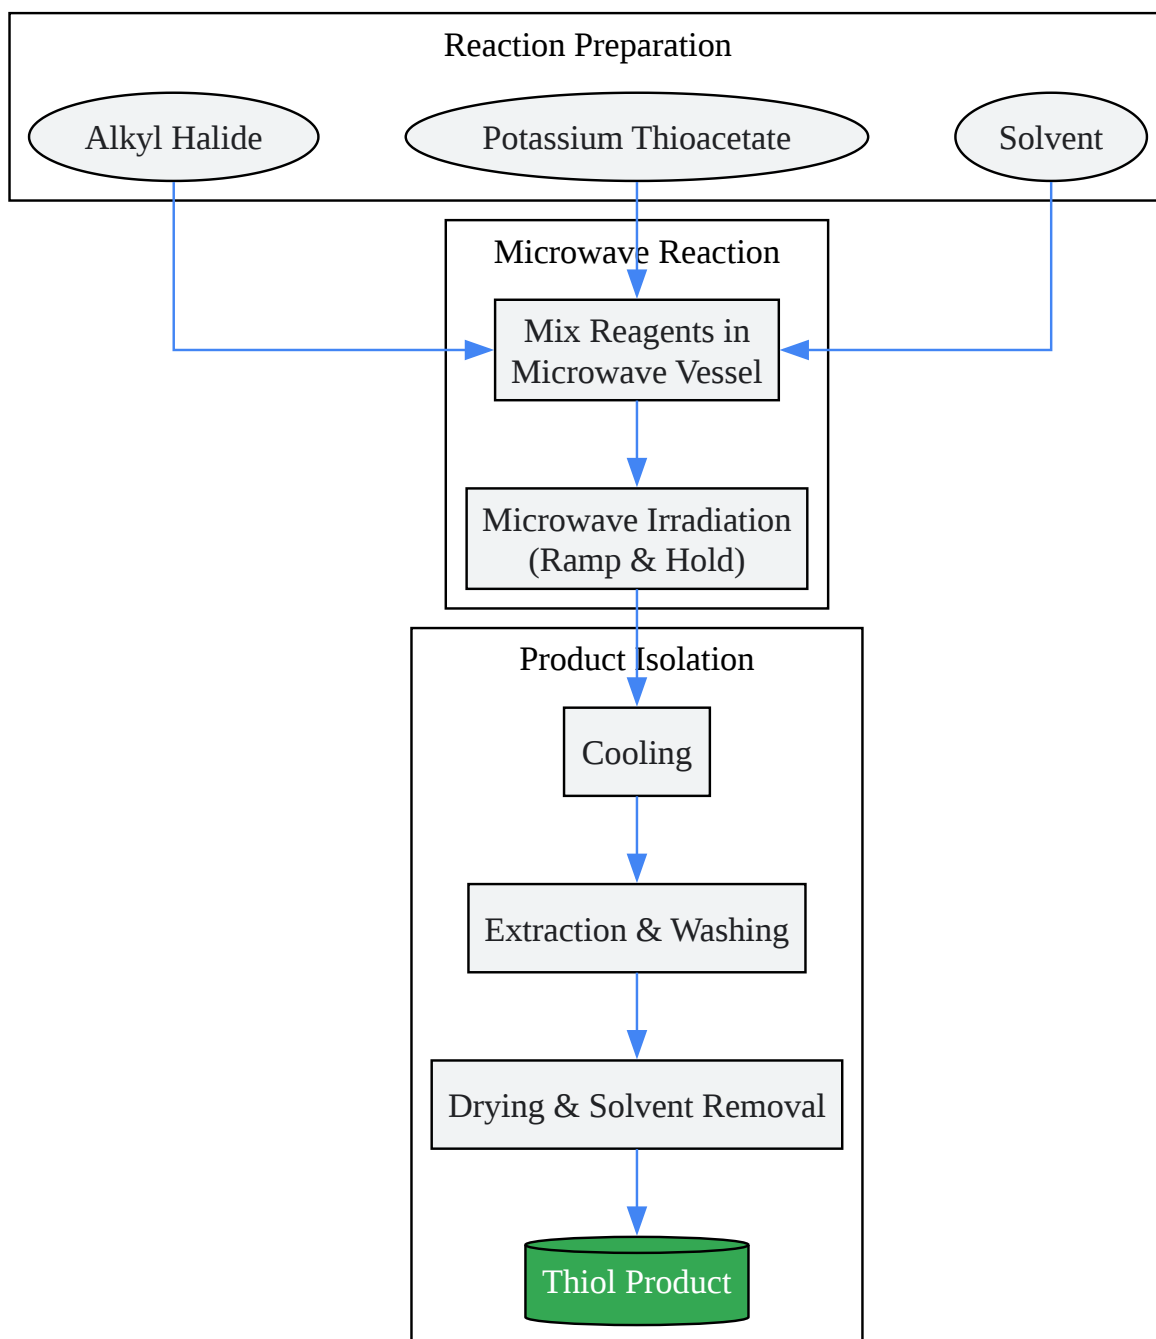 Reaction Preparation
Alkyl Halide
Potassium Thioacetate
Solvent
Microwave Reaction
Mix Reagents in
Microwave Vessel
Microwave Irradiation
(Ramp & Hold)
Product Isolation
Cooling
Extraction & Washing
Drying & Solvent Removal
Thiol Product